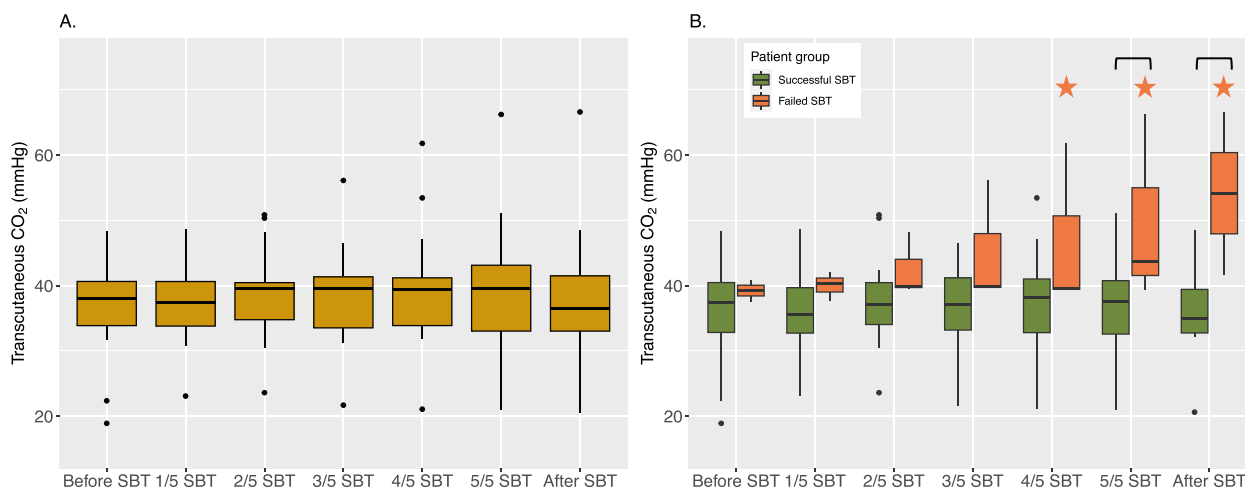 A.
Transcutaneous CO₂ (mmHg)
60
40
20
Before SBT 1/5 SBT 2/5 SBT 3/5 SBT 4/5 SBT 5/5 SBT After SBT
B.
Patient group
Successful SBT
Failed SBT
Transcutaneous CO₂ (mmHg)
60
40
20
Before SBT 1/5 SBT 2/5 SBT 3/5 SBT 4/5 SBT 5/5 SBT After SBT